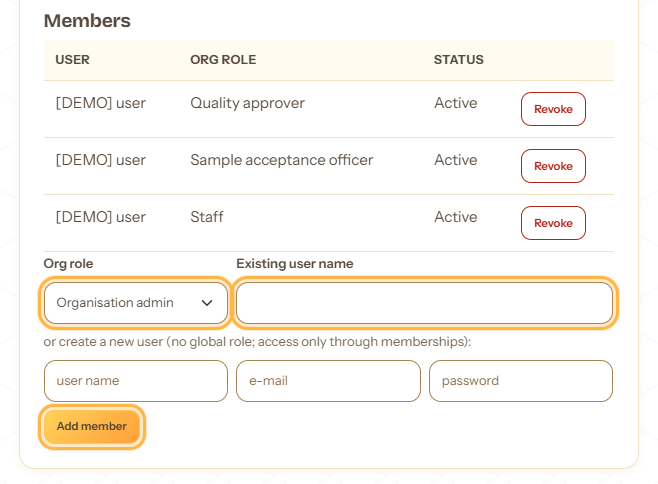 Members
USER ORG ROLE STATUS
[DEMO] user Quality approver Active Revoke
[DEMO] user Sample acceptance officer Active Revoke
[DEMO] user Staff Active Revoke
Org role Existing user name
Organisation admin
or create a new user (no global role; access only through memberships):
user name e-mail password
Add member